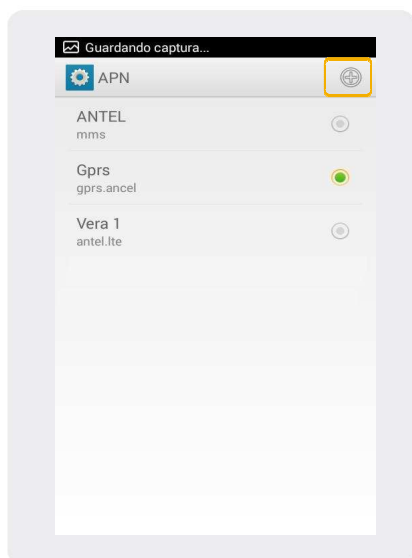 Guardando captura...
APN
ANTEL
mms
Gprs
gprs.ancel
Vera 1
antel.lte